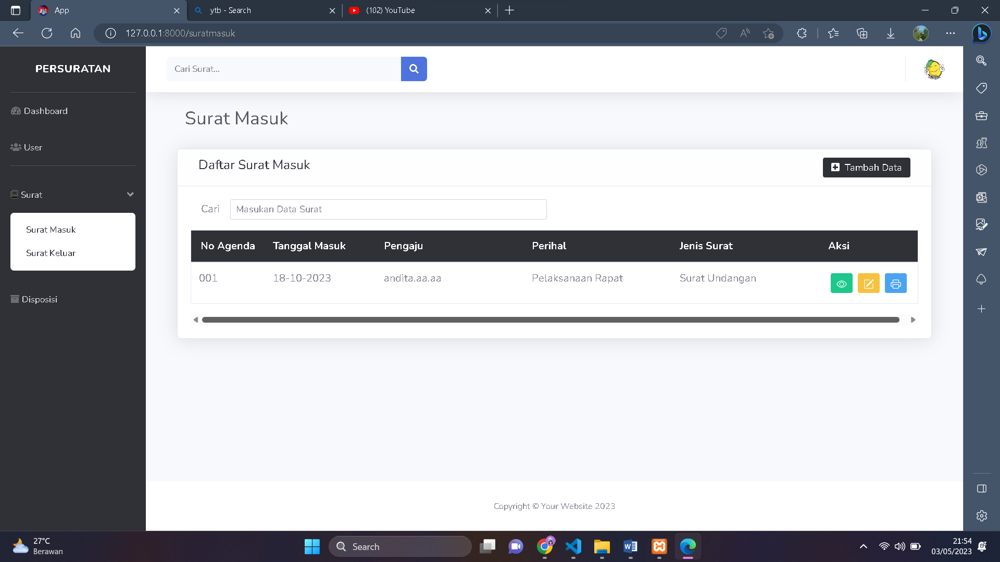 App
ytb - Search
(102) YouTube
127.0.0.1:8000/suratmasuk
PERSURATAN
Dashboard
User
Surat
Surat Masuk
Surat Keluar
Disposisi
Cari Surat...
Surat Masuk
Daftar Surat Masuk
Tambah Data
Cari
Masukan Data Surat
No Agenda Tanggal Masuk Pengaju Perihal Jenis Surat Aksi
001 18-10-2023 andita.aa.aa Pelaksanaan Rapat Surat Undangan
Copyright © Your Website 2023
27°C
Berawan
Search
21:54
03/05/2023